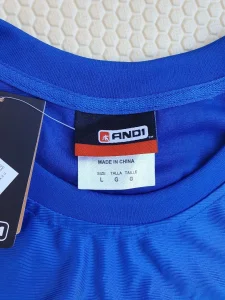 AND1
MADE IN CHINA
SIZE TALLA TAILLE
L G G